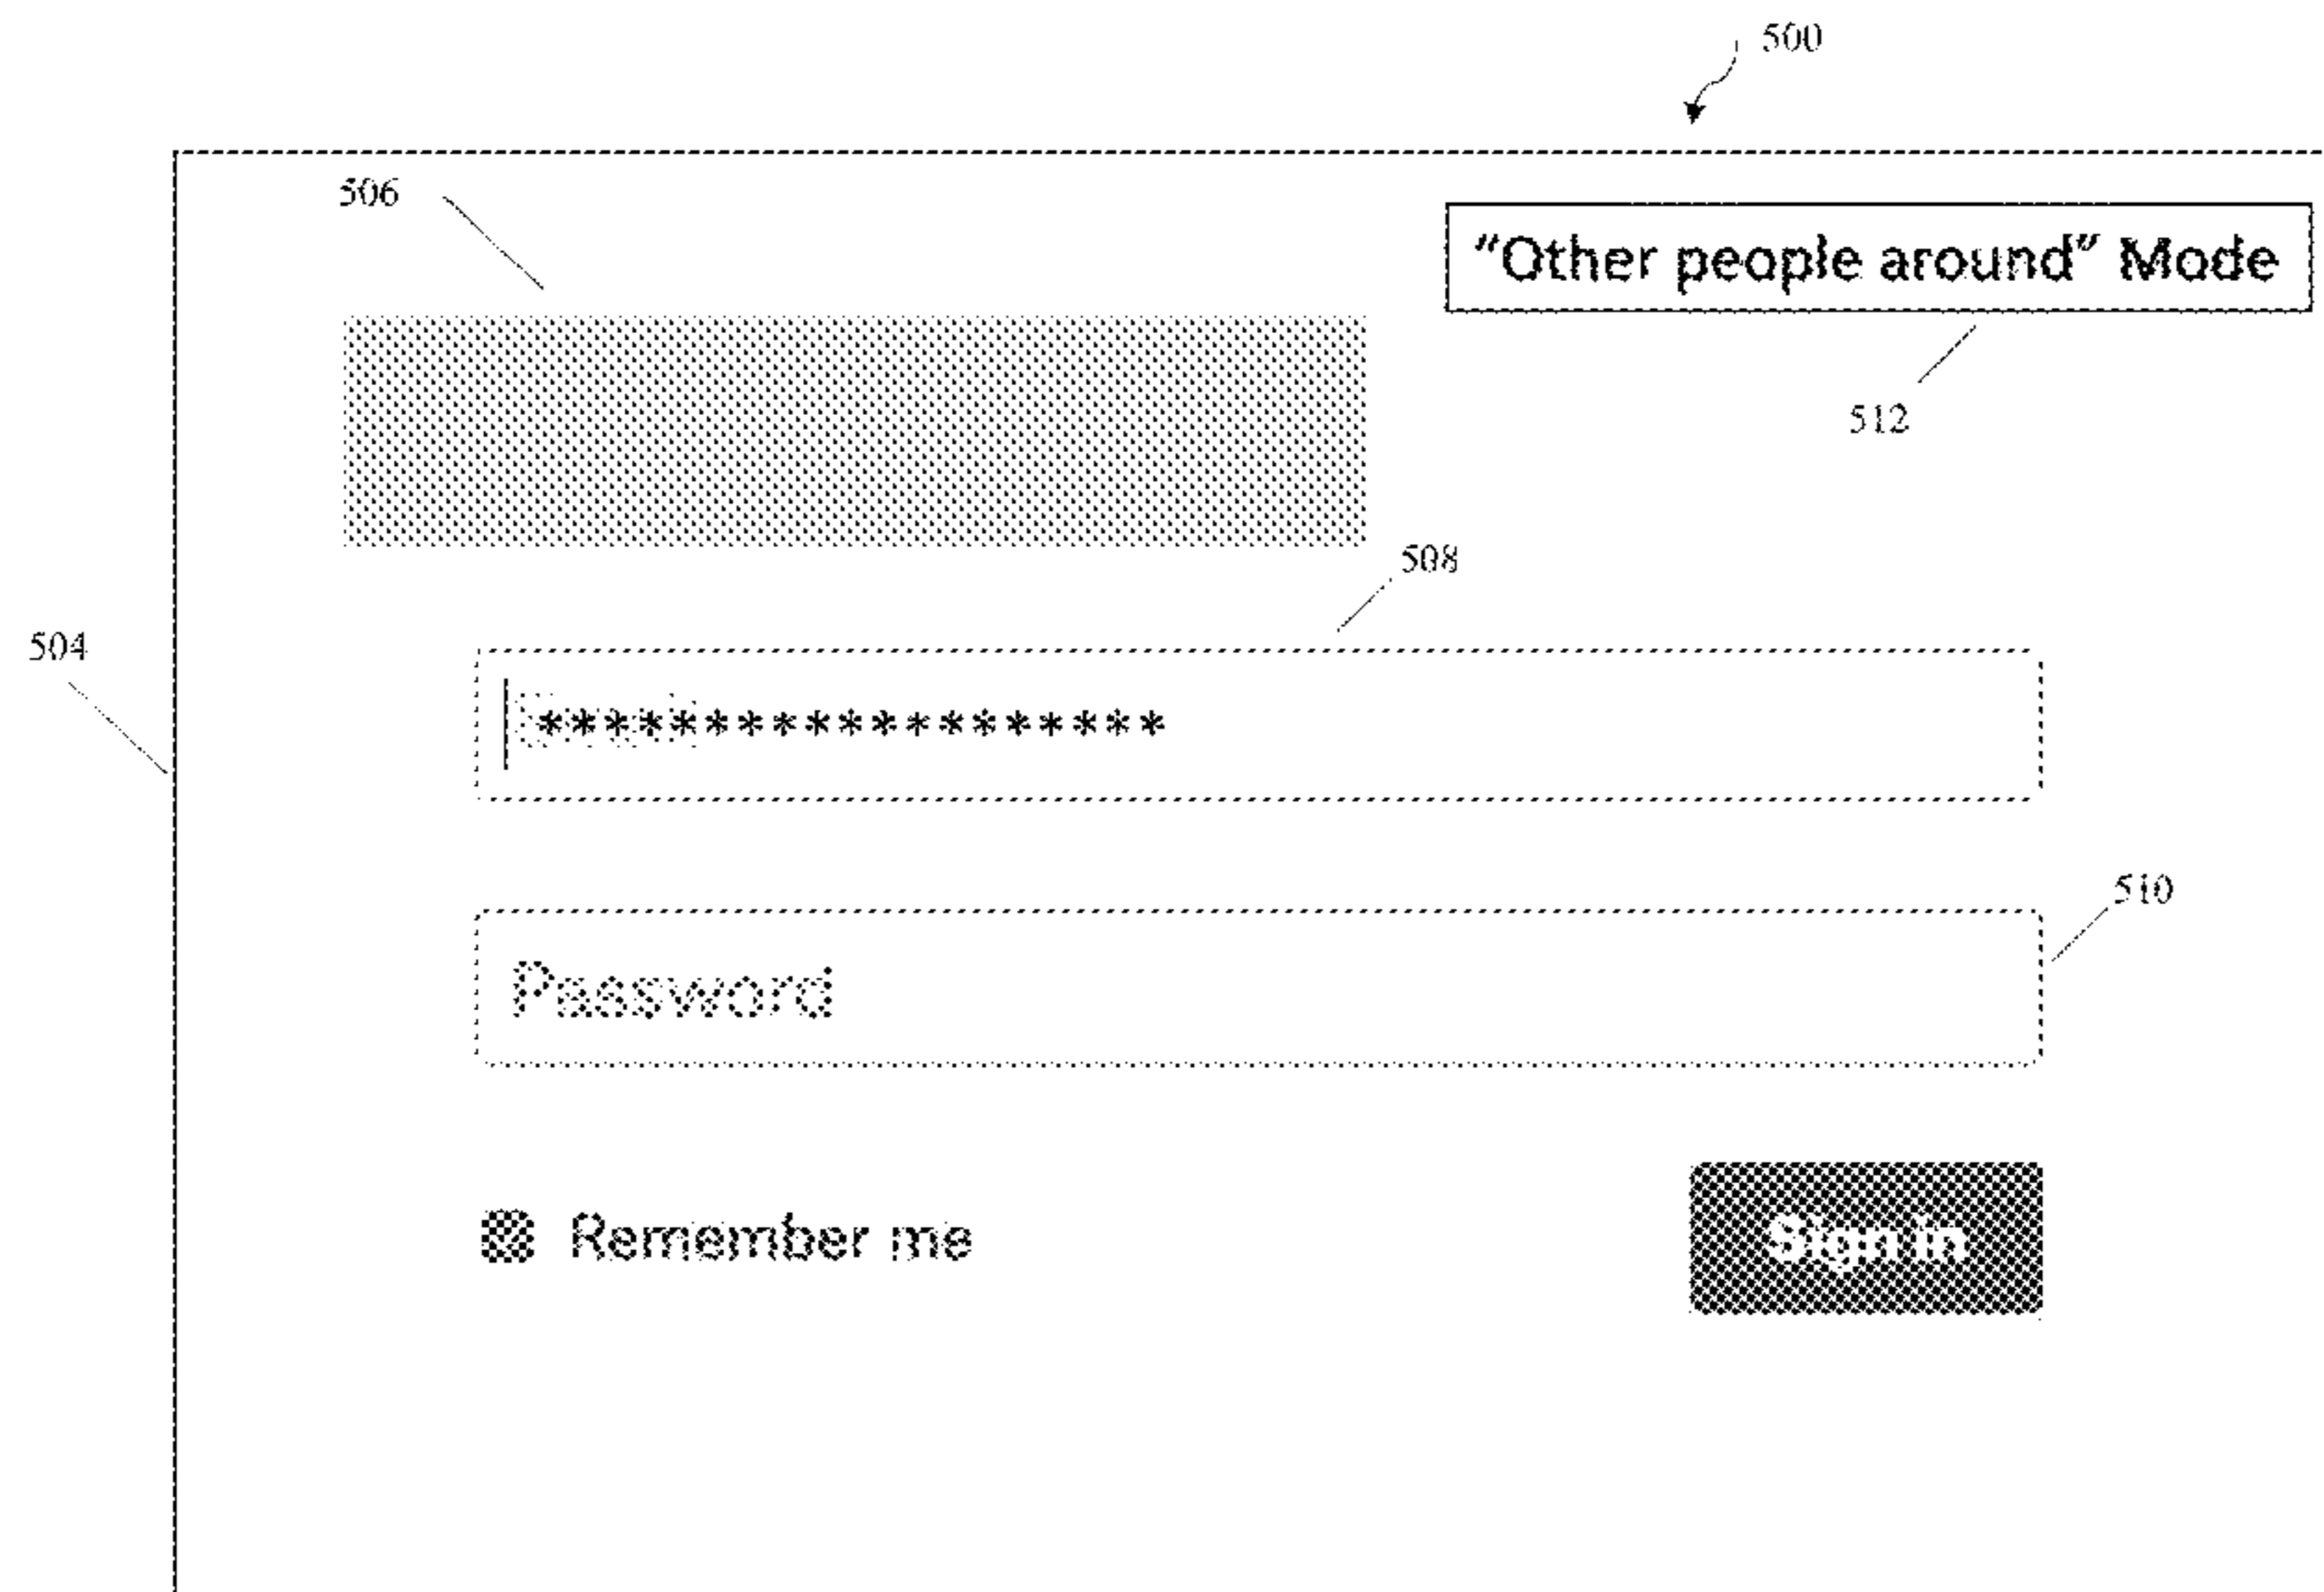 500
506
“Other people around” Mode
512
508
504
*******************
510
Password
Remember me
Sign in